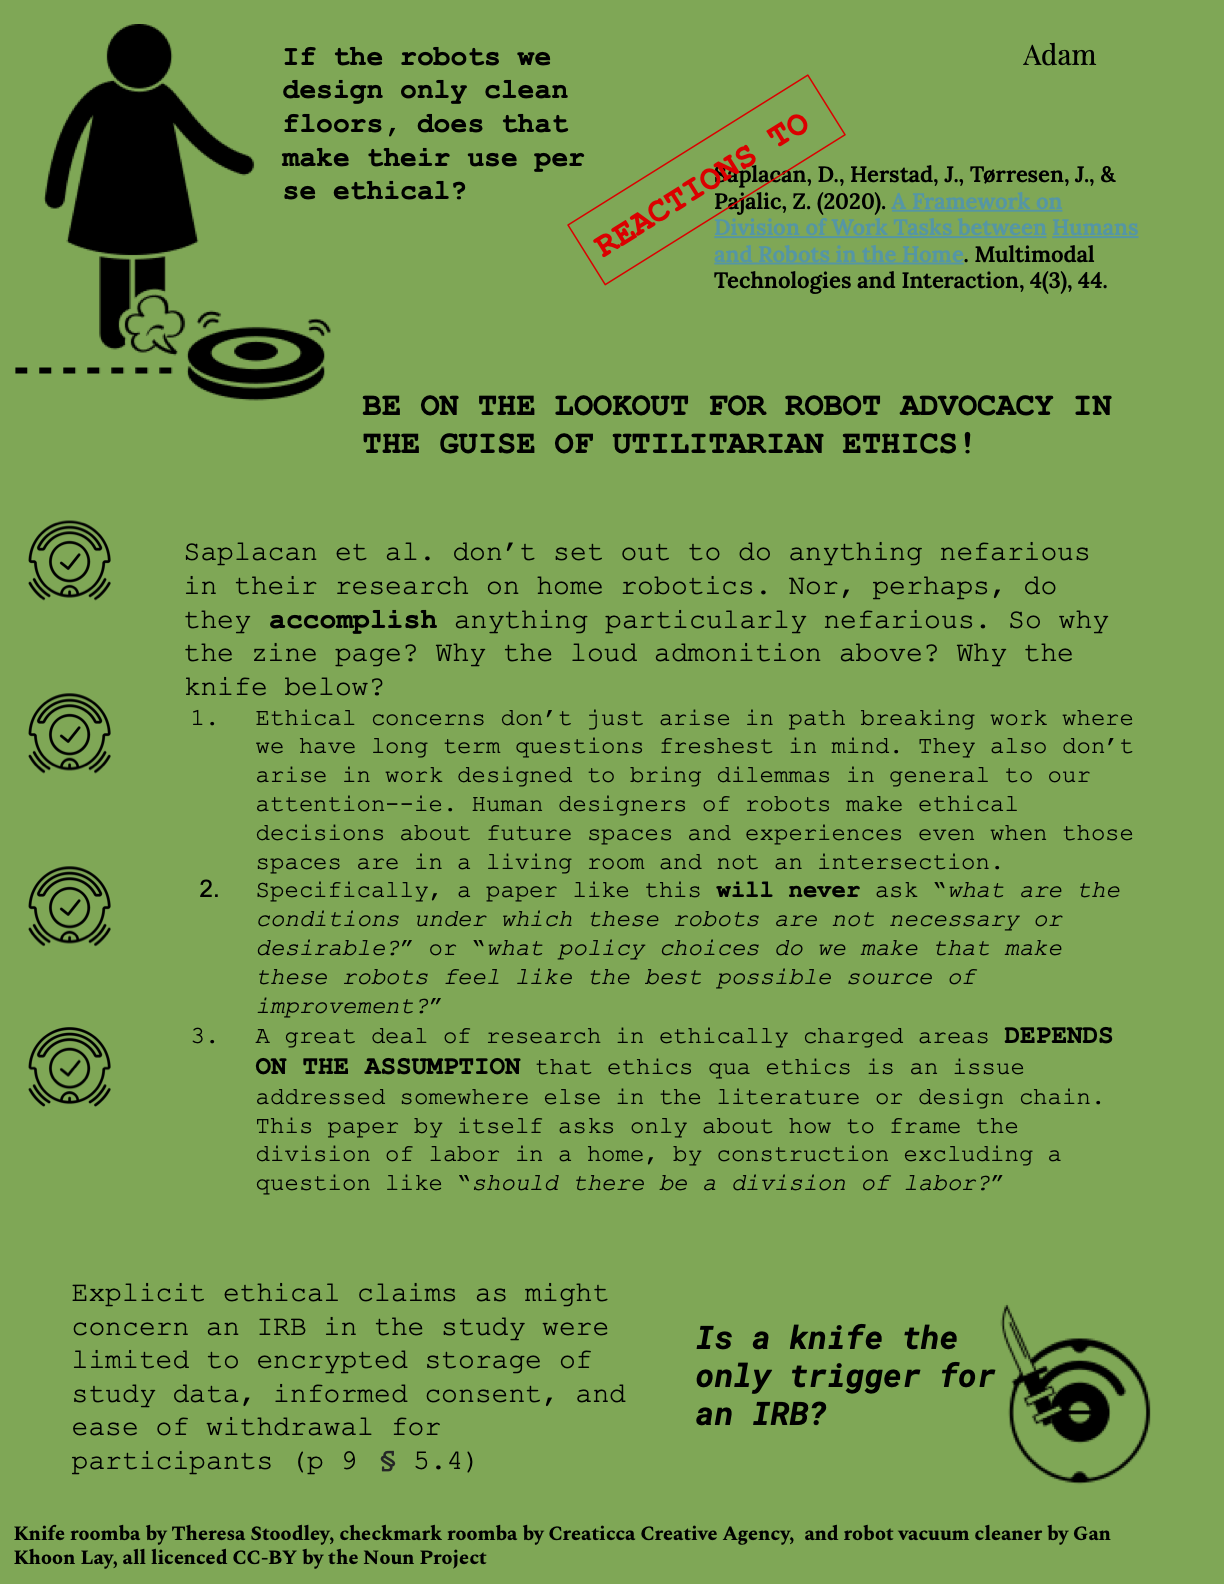 If the robots we
design only clean
floors, does that
make their use per
se ethical?
Adam
REACTIONS TO
Saplacan, D., Herstad, J., Tørresen, J., &
Pajalic, Z. (2020). A Framework on
Division of Work Tasks between Humans
and Robots in the Home. Multimodal
Technologies and Interaction, 4(3), 44.
BE ON THE LOOKOUT FOR ROBOT ADVOCACY IN
THE GUISE OF UTILITARIAN ETHICS!
Saplacan et al. don’t set out to do anything nefarious
in their research on home robotics. Nor, perhaps, do
they accomplish anything particularly nefarious. So why
the zine page? Why the loud admonition above? Why the
knife below?
1. Ethical concerns don’t just arise in path breaking work where
we have long term questions freshest in mind. They also don’t
arise in work designed to bring dilemmas in general to our
attention--ie. Human designers of robots make ethical
decisions about future spaces and experiences even when those
spaces are in a living room and not an intersection.
2. Specifically, a paper like this will never ask “what are the
conditions under which these robots are not necessary or
desirable?” or “what policy choices do we make that make
these robots feel like the best possible source of
improvement?”
3. A great deal of research in ethically charged areas DEPENDS
ON THE ASSUMPTION that ethics qua ethics is an issue
addressed somewhere else in the literature or design chain.
This paper by itself asks only about how to frame the
division of labor in a home, by construction excluding a
question like “should there be a division of labor?”
Explicit ethical claims as might
concern an IRB in the study were
limited to encrypted storage of
study data, informed consent, and
ease of withdrawal for
participants (p 9 § 5.4)
Is a knife the
only trigger for
an IRB?
Knife roomba by Theresa Stoodley, checkmark roomba by Creaticca Creative Agency, and robot vacuum cleaner by Gan
Khoon Lay, all licenced CC-BY by the Noun Project